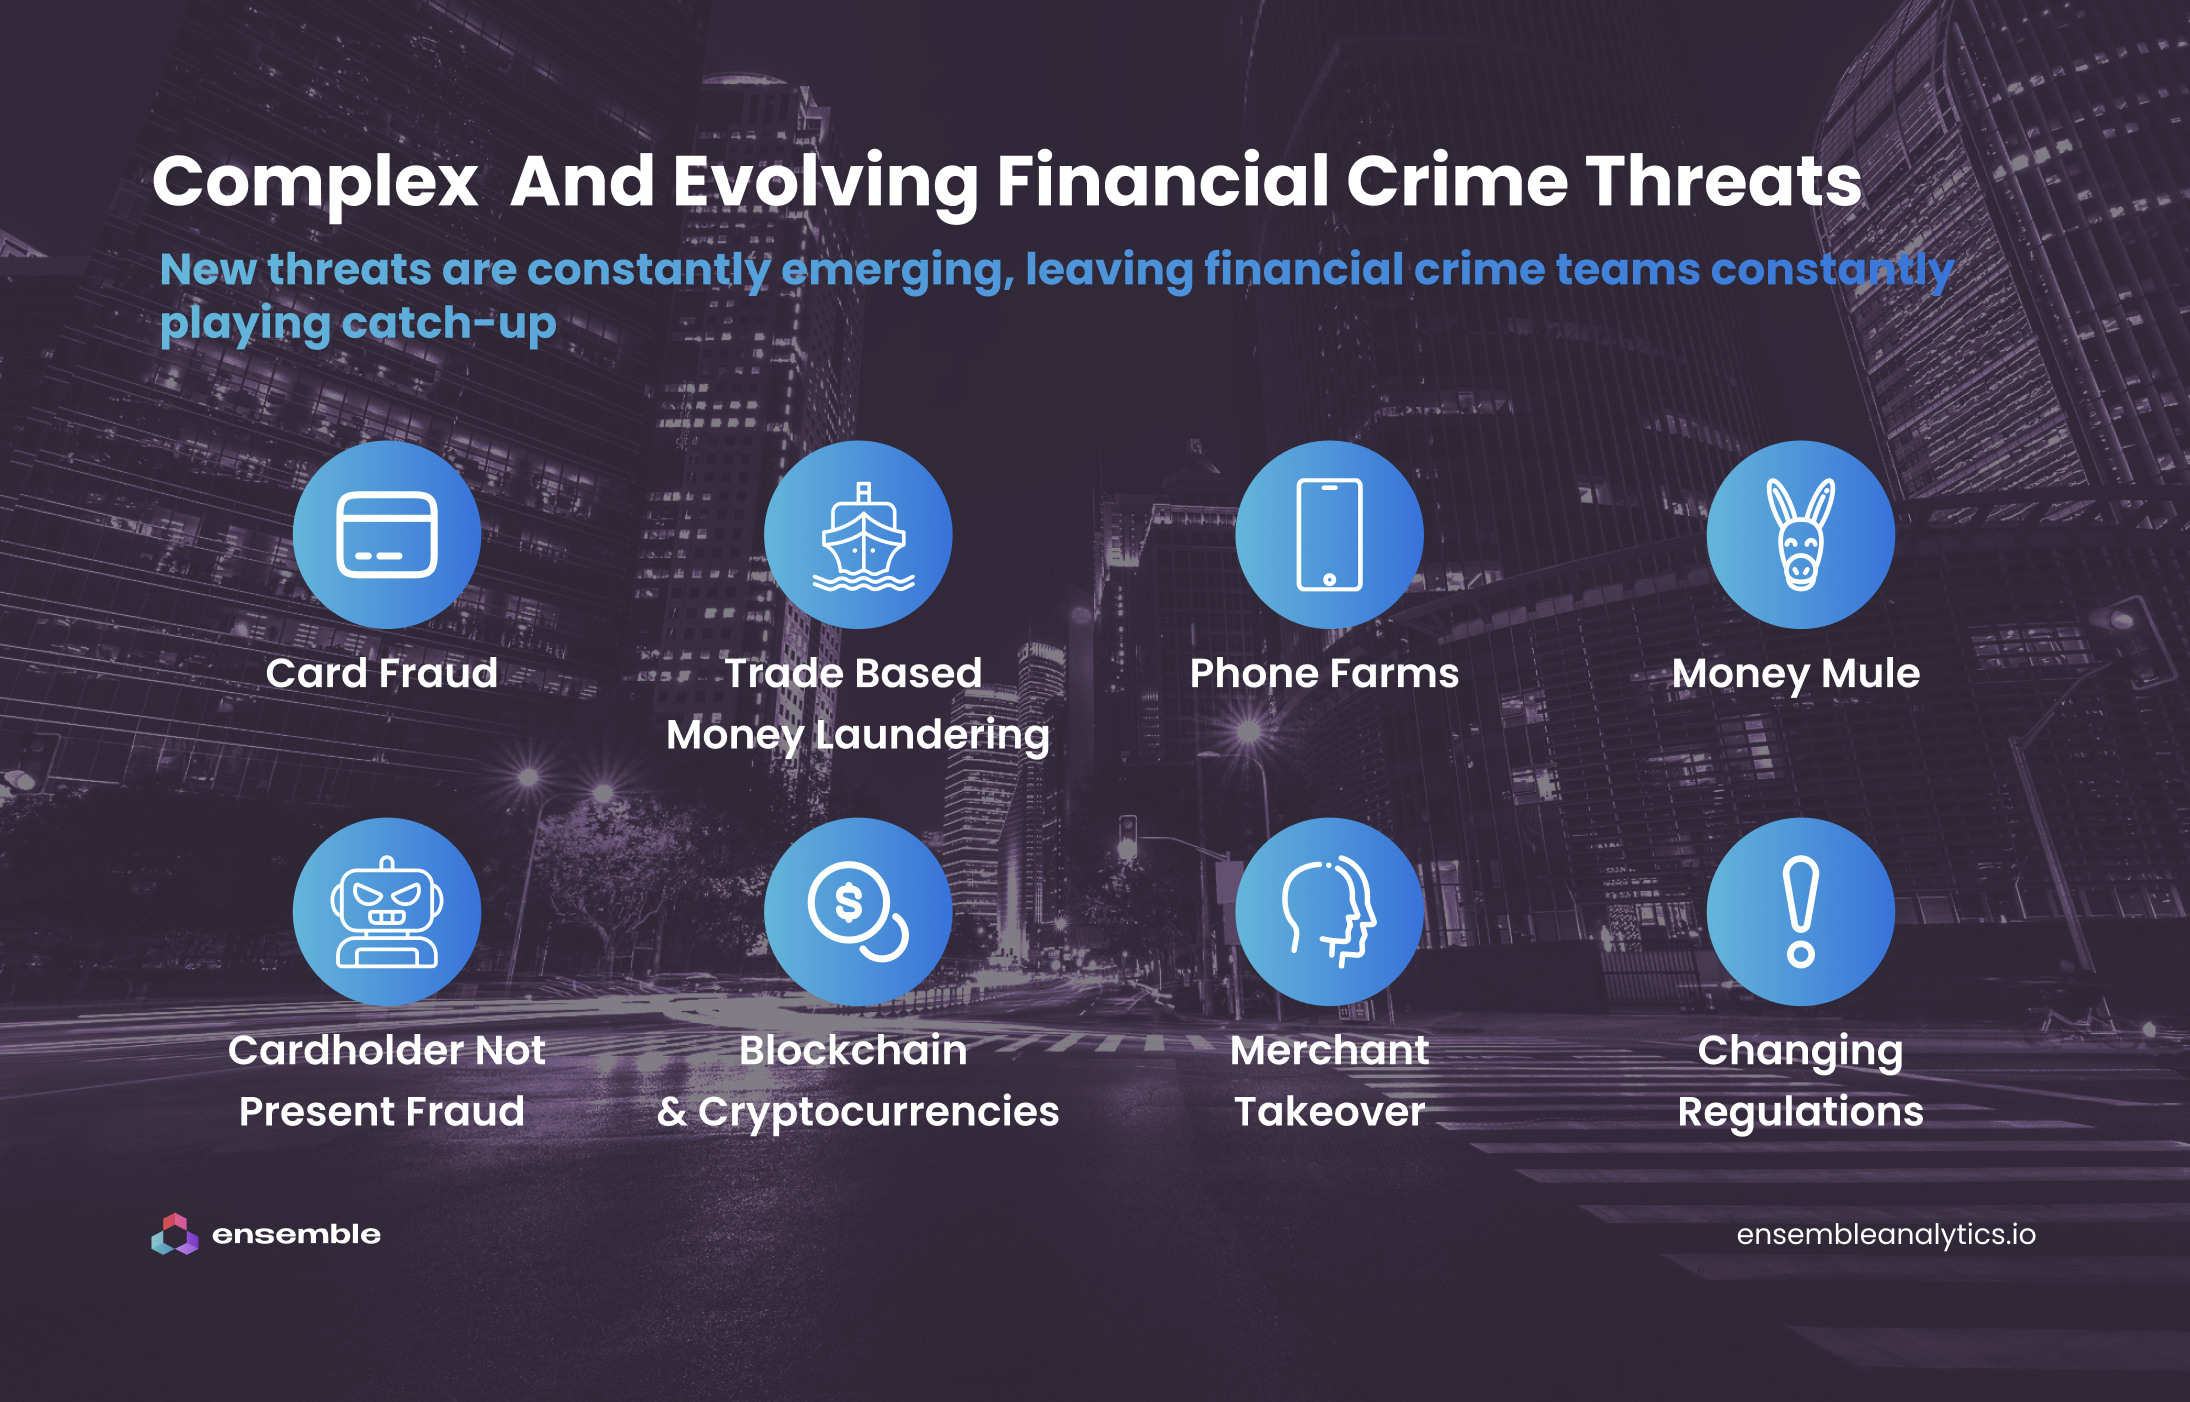 Complex And Evolving Financial Crime Threats
New threats are constantly emerging, leaving financial crime teams constantly
playing catch-up
Card Fraud
Trade Based
Money Laundering
Phone Farms
Money Mule
Cardholder Not
Present Fraud
$
Blockchain
& Cryptocurrencies
Merchant
Takeover
Changing
Regulations
ensemble
ensembleanalytics.io